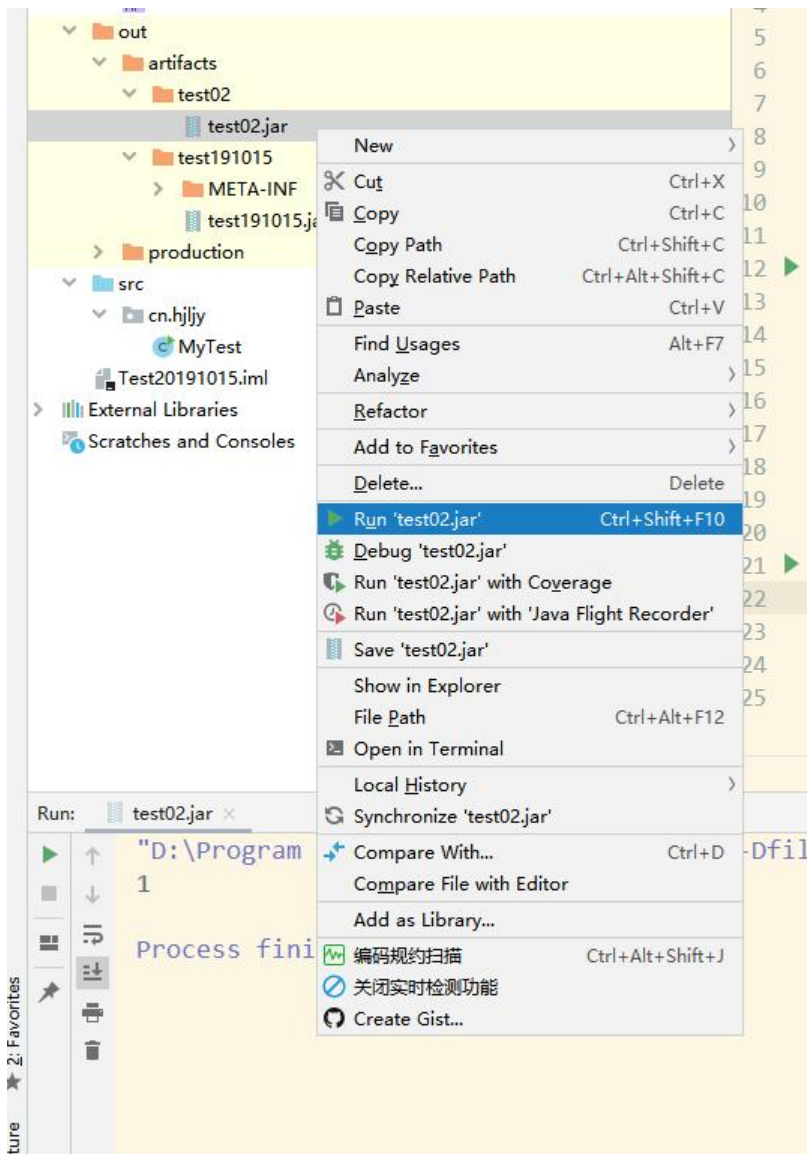 out
5
artifacts
6
test02
7
test02.jar
8
New
test191015
9
Cut Ctrl+X
META-INF
10
Copy Ctrl+C
test191015.ja
11
Copy Path Ctrl+Shift+C
production
12
Copy Relative Path Ctrl+Alt+Shift+C
src
13
Paste Ctrl+V
cn.hjljy
14
Find Usages Alt+F7
MyTest
15
Analyze
Test20191015.iml
16
Refactor
External Libraries
17
Add to Favorites
Scratches and Consoles
18
Delete... Delete
19
Run 'test02.jar' Ctrl+Shift+F10
20
Debug 'test02.jar'
21
Run 'test02.jar' with Coverage
22
Run 'test02.jar' with 'Java Flight Recorder'
23
Save 'test02.jar'
24
Show in Explorer
25
File Path Ctrl+Alt+F12
Open in Terminal
Local History
Run: test02.jar
Synchronize 'test02.jar'
"D:\Program
Compare With... Ctrl+D
-Dfil
1
Compare File with Editor
Add as Library...
Process fini
编码规约扫描 Ctrl+Alt+Shift+J
关闭实时检测功能
Create Gist...
2: Favorites
ture